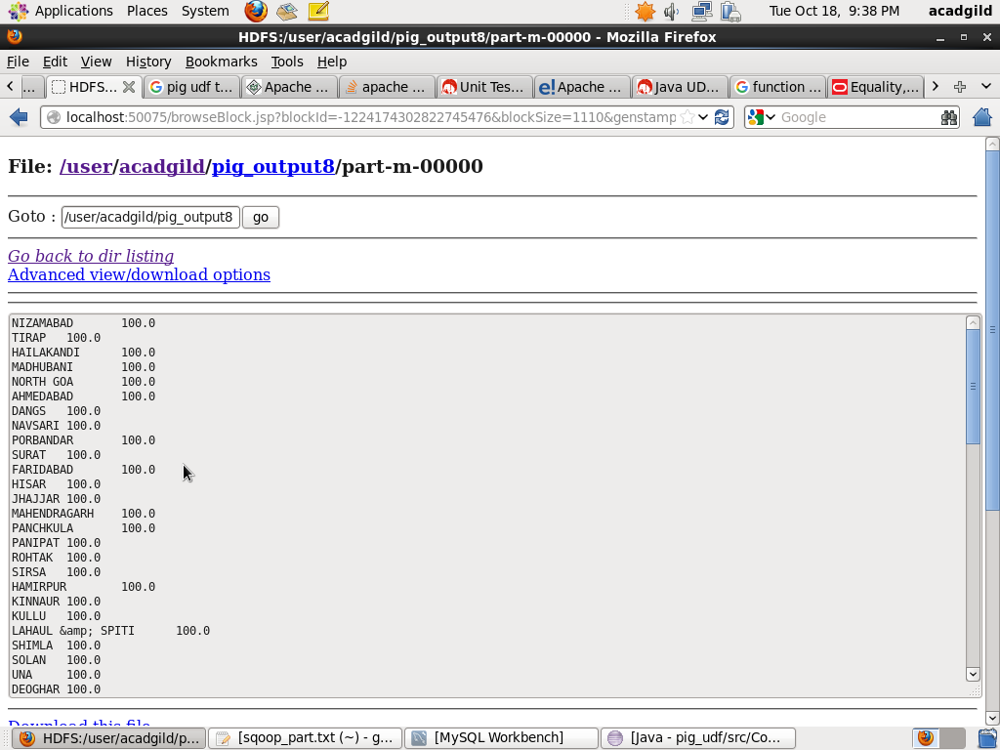 Applications Places System Tue Oct 18, 9:38 PM acadgild
HDFS:/user/acadgild/pig_output8/part-m-00000 - Mozilla Firefox
File Edit View History Bookmarks Tools Help
... HDFS... pig udf t... Apache ... apache ... Unit Tes... Apache ... Java UD... function ... Equality,...
localhost:50075/browseBlock.jsp?blockId=-1224174302822745476&blockSize=1110&genstamp Google
File: /user/acadgild/pig_output8/part-m-00000
Goto : /user/acadgild/pig_output8 go
Go back to dir listing
Advanced view/download options
NIZAMABAD 100.0
TIRAP 100.0
HAILAKANDI 100.0
MADHUBANI 100.0
NORTH GOA 100.0
AHMEDABAD 100.0
DANGS 100.0
NAVSARI 100.0
PORBANDAR 100.0
SURAT 100.0
FARIDABAD 100.0
HISAR 100.0
JHAJJAR 100.0
MAHENDRAGARH 100.0
PANCHKULA 100.0
PANIPAT 100.0
ROHTAK 100.0
SIRSA 100.0
HAMIRPUR 100.0
KINNAUR 100.0
KULLU 100.0
LAHAUL &amp; SPITI 100.0
SHIMLA 100.0
SOLAN 100.0
UNA 100.0
DEOGHAR 100.0
Download this file
HDFS:/user/acadgild/p... [sqoop_part.txt (~) - g... [MySQL Workbench] [Java - pig_udf/src/Co...